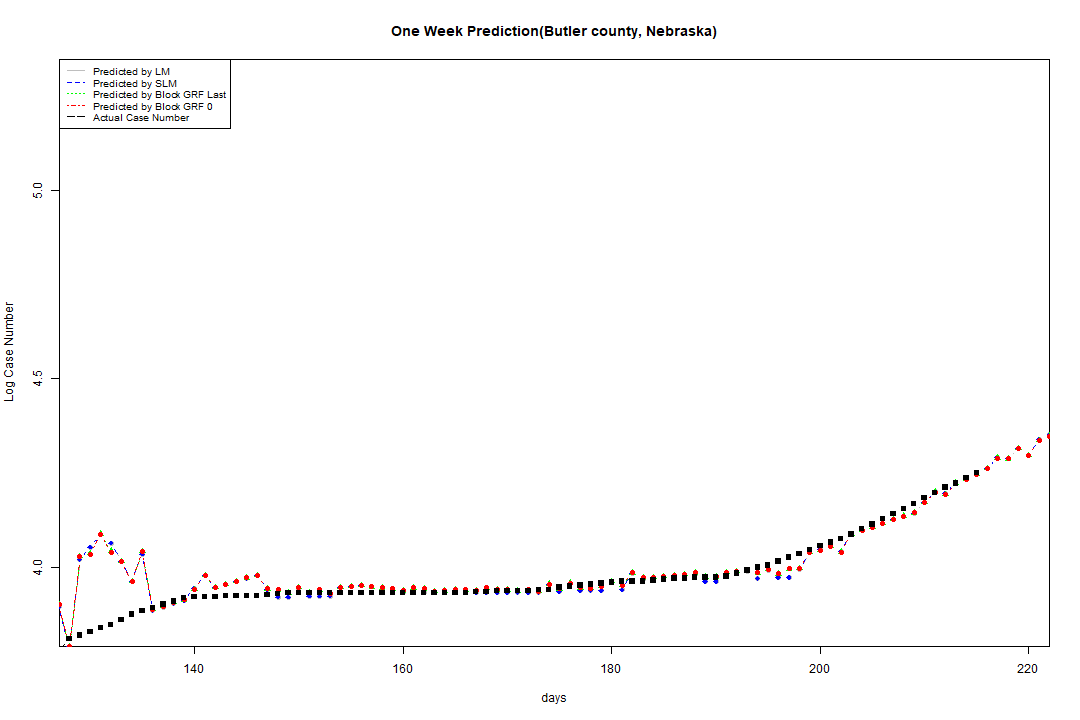 One Week Prediction(Butler county, Nebraska)
Predicted by LM
Predicted by SLM
Predicted by Block GRF Last
Predicted by Block GRF 0
Actual Case Number
5.0
4.5
4.0
Log Case Number
140 160 180 200 220
days